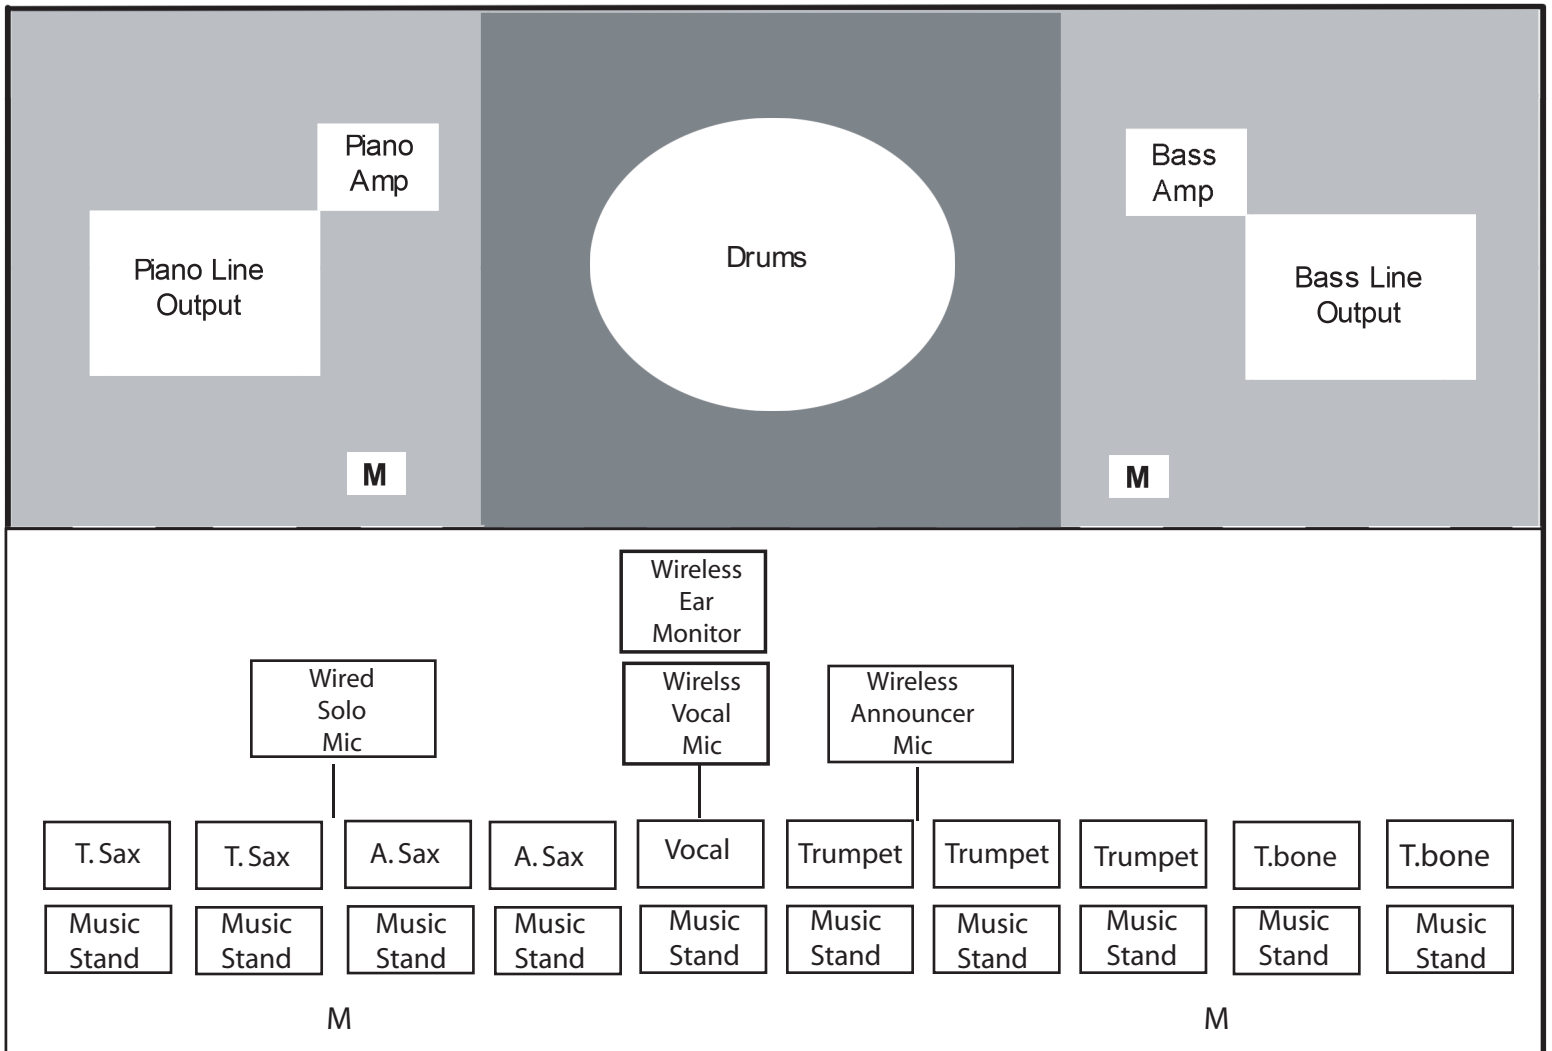 Piano
Amp
Piano Line
Output
Drums
Bass
Amp
Bass Line
Output
M
M
Wireless
Ear
Monitor
Wired
Solo
Mic
Wirelss
Vocal
Mic
Wireless
Announcer
Mic
T. Sax
T. Sax
A. Sax
A. Sax
Vocal
Trumpet
Trumpet
Trumpet
T.bone
T.bone
Music
Stand
Music
Stand
Music
Stand
Music
Stand
Music
Stand
Music
Stand
Music
Stand
Music
Stand
Music
Stand
Music
Stand
M
M